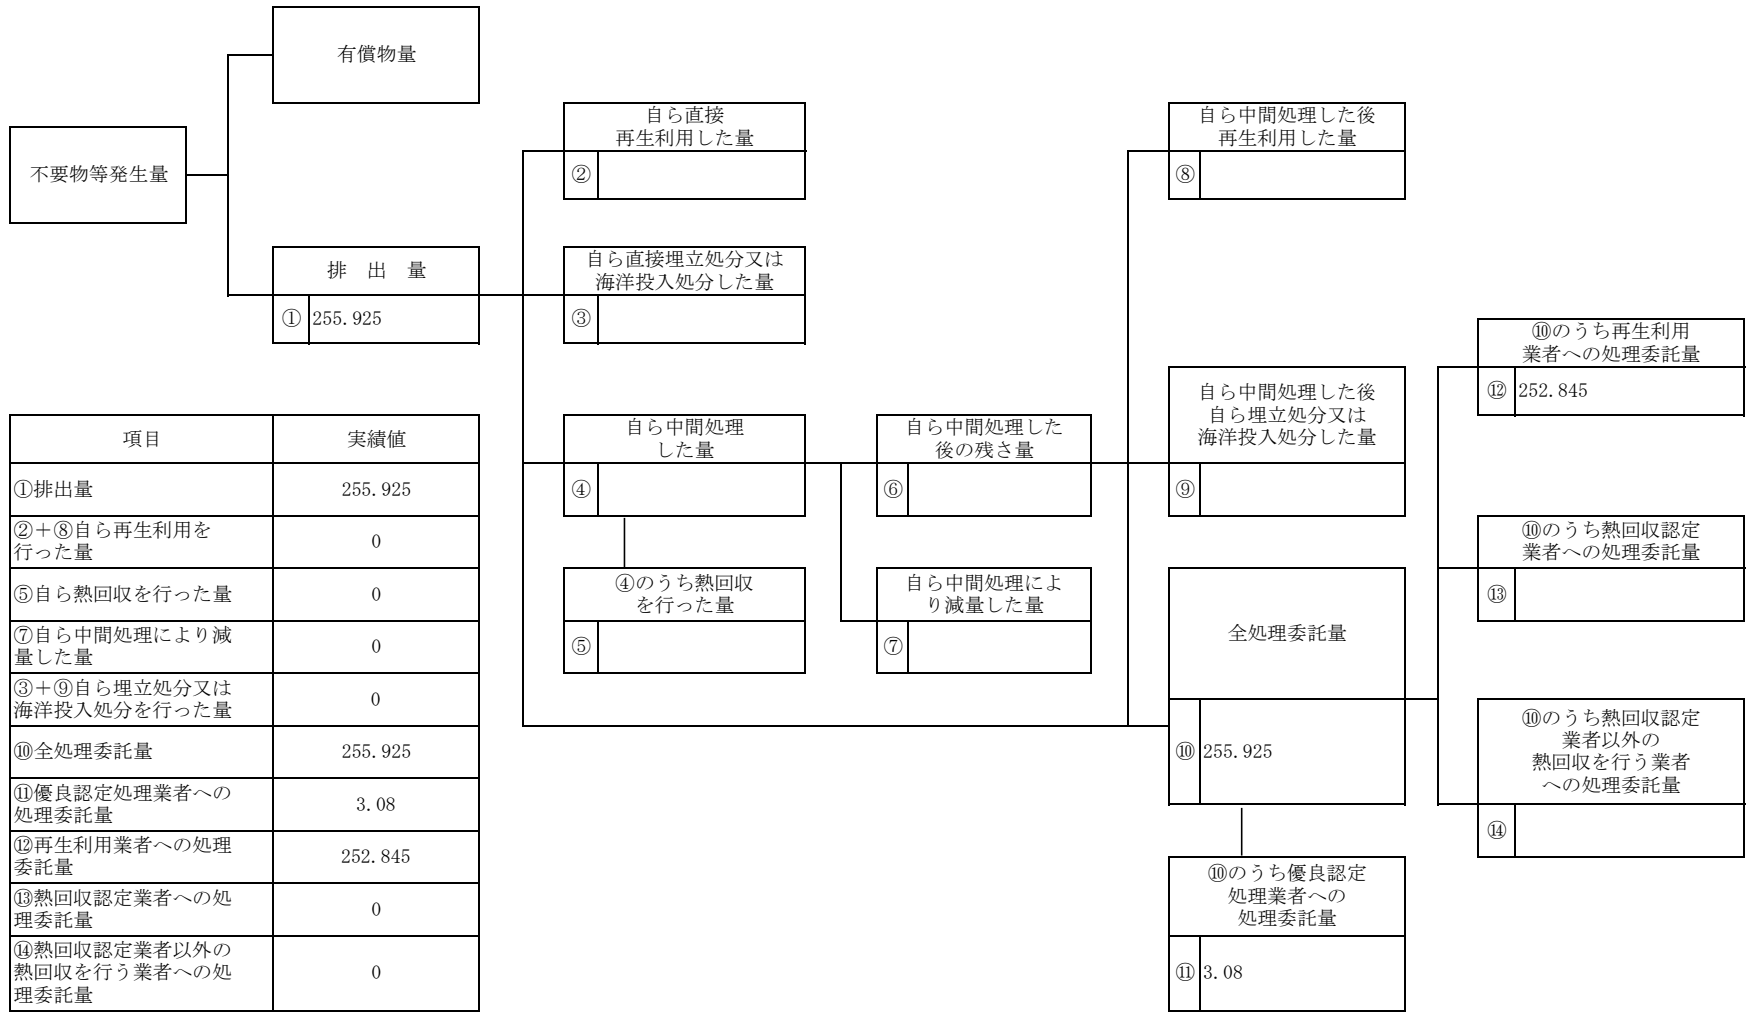 有償物量
不要物等発生量
排　出　量
① 255.925
自ら直接
再生利用した量
②
自ら直接埋立処分又は
海洋投入処分した量
③
自ら中間処理
した量
④
④のうち熱回収
を行った量
⑤
自ら中間処理した
後の残さ量
⑥
自ら中間処理によ
り減量した量
⑦
自ら中間処理した後
再生利用した量
⑧
自ら中間処理した後
自ら埋立処分又は
海洋投入処分した量
⑨
全処理委託量
⑩ 255.925
⑩のうち優良認定
処理業者への
処理委託量
⑪ 3.08
⑩のうち再生利用
業者への処理委託量
⑫ 252.845
⑩のうち熱回収認定
業者への処理委託量
⑬
⑩のうち熱回収認定
業者以外の
熱回収を行う業者
への処理委託量
⑭
項目 実績値
①排出量 255.925
②＋⑧自ら再生利用を
行った量 0
⑤自ら熱回収を行った量 0
⑦自ら中間処理により減
量した量 0
③＋⑨自ら埋立処分又は
海洋投入処分を行った量 0
⑩全処理委託量 255.925
⑪優良認定処理業者への
処理委託量 3.08
⑫再生利用業者への処理
委託量 252.845
⑬熱回収認定業者への処
理委託量 0
⑭熱回収認定業者以外の
熱回収を行う業者への処
理委託量 0